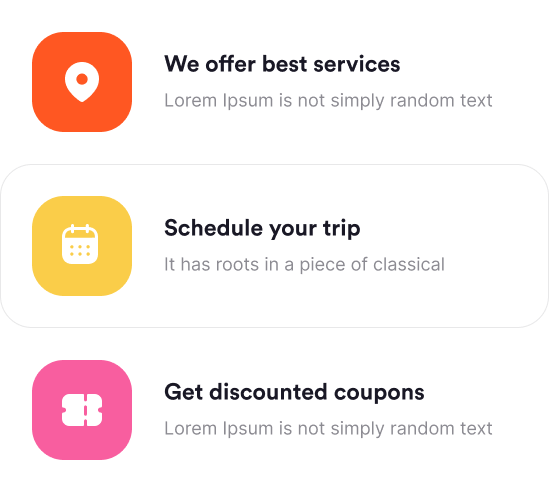 We offer best services
Lorem Ipsum is not simply random text
Schedule your trip
It has roots in a piece of classical
Get discounted coupons
Lorem Ipsum is not simply random text